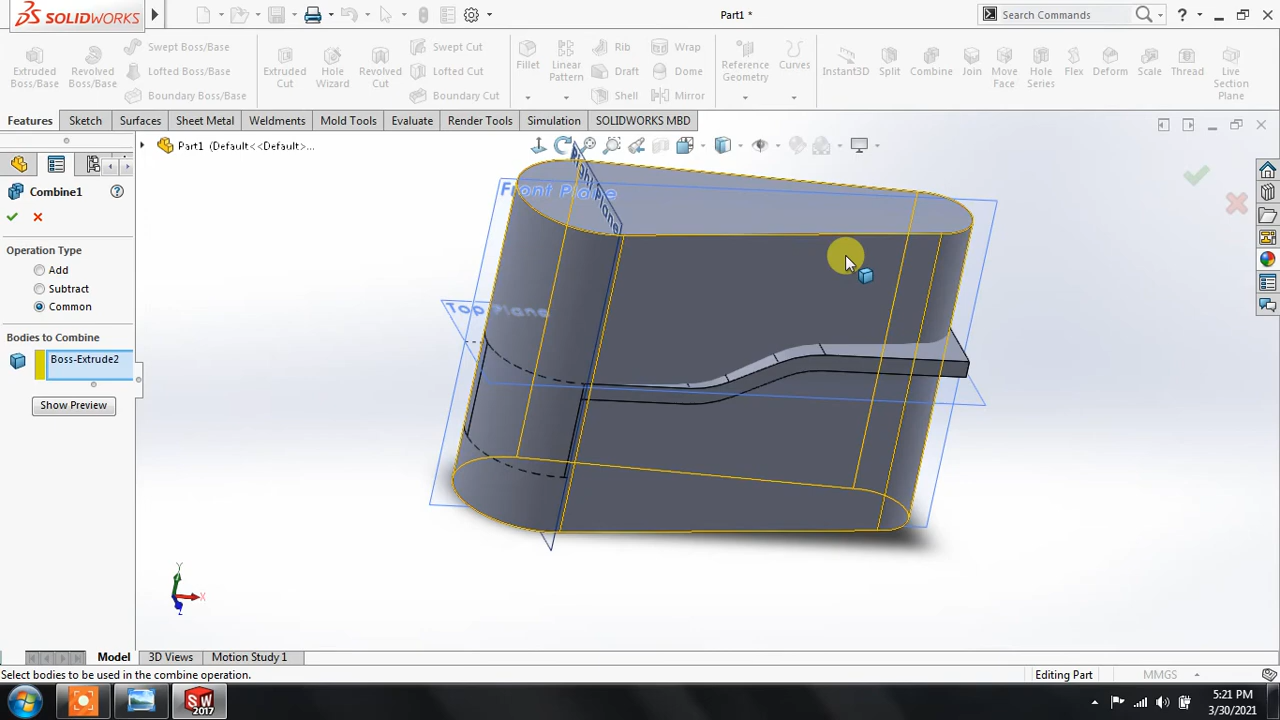 SOLIDWORKS
Part1 *
Search Commands
?
Extruded Boss/Base
Revolved Boss/Base
Swept Boss/Base
Lofted Boss/Base
Boundary Boss/Base
Extruded Cut
Hole Wizard
Revolved Cut
Swept Cut
Lofted Cut
Boundary Cut
Fillet
Linear Pattern
Rib
Draft
Shell
Wrap
Dome
Mirror
Reference Geometry
Curves
Instant3D
Split
Combine
Join
Move Face
Hole Series
Flex
Deform
Scale
Thread
Live Section Plane
Features
Sketch
Surfaces
Sheet Metal
Weldments
Mold Tools
Evaluate
Render Tools
Simulation
SOLIDWORKS MBD
Part1 (Default<<Default>...
Combine1
?
Operation Type
Add
Subtract
Common
Bodies to Combine
Boss-Extrude2
Show Preview
Front Plane
Right Plane
Top Plane
Y
X
Z
Model
3D Views
Motion Study 1
Select bodies to be used in the combine operation.
Editing Part
MMGS
SW
2017
5:21 PM
3/30/2021